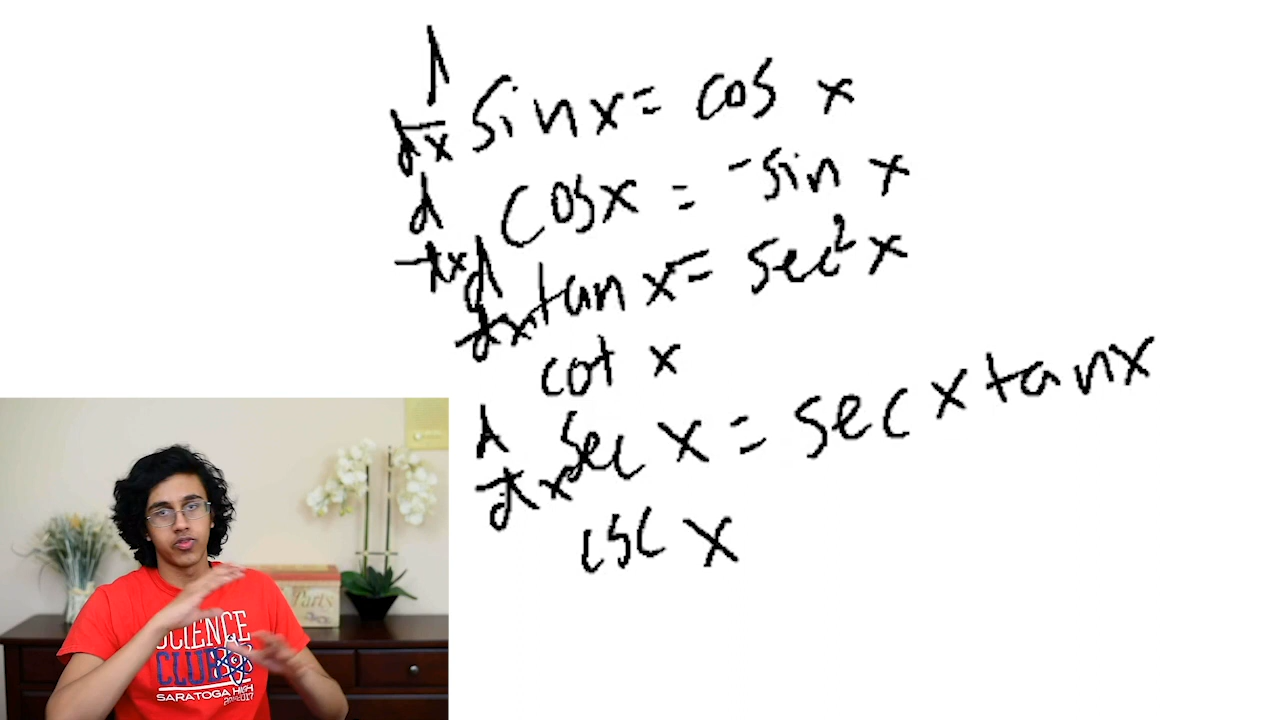 d/dx sin x = cos x
d/dx cos x = -sin x
d/dx tan x = sec² x
cot x
d/dx sec x = sec x tan x
csc x
Parts
SCIENCE
CLUB
SARATOGA HIGH